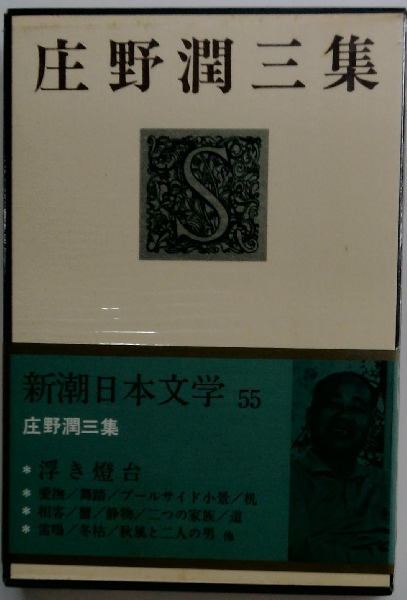 庄野潤三集
S
新潮日本文学 55
庄野潤三集
* 浮き燈台
* 愛撫／舞踏／プールサイド小景／机
* 相客／蟹／静物／二つの家族／道
* 雷鳴／冬枯／秋風と二人の男 他